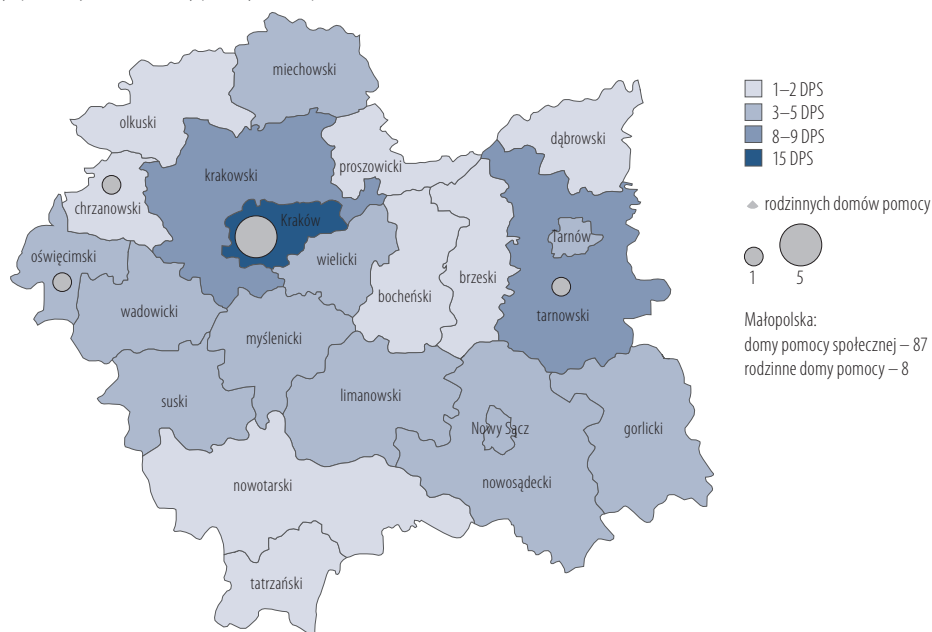 miechowski
olkuski
dąbrowski
proszowicki
krakowski
chrzanowski
Kraków
Tarnów
oświęcimski
wielicki
brzeski
bocheński
wadowicki
tarnowski
myślenicki
limanowski
suski
Nowy Sącz
gorlicki
nowosądecki
nowotarski
tatrzański
1–2 DPS
3–5 DPS
8–9 DPS
15 DPS
rodzinnych domów pomocy
1 5
Małopolska:
domy pomocy społecznej – 87
rodzinne domy pomocy – 8